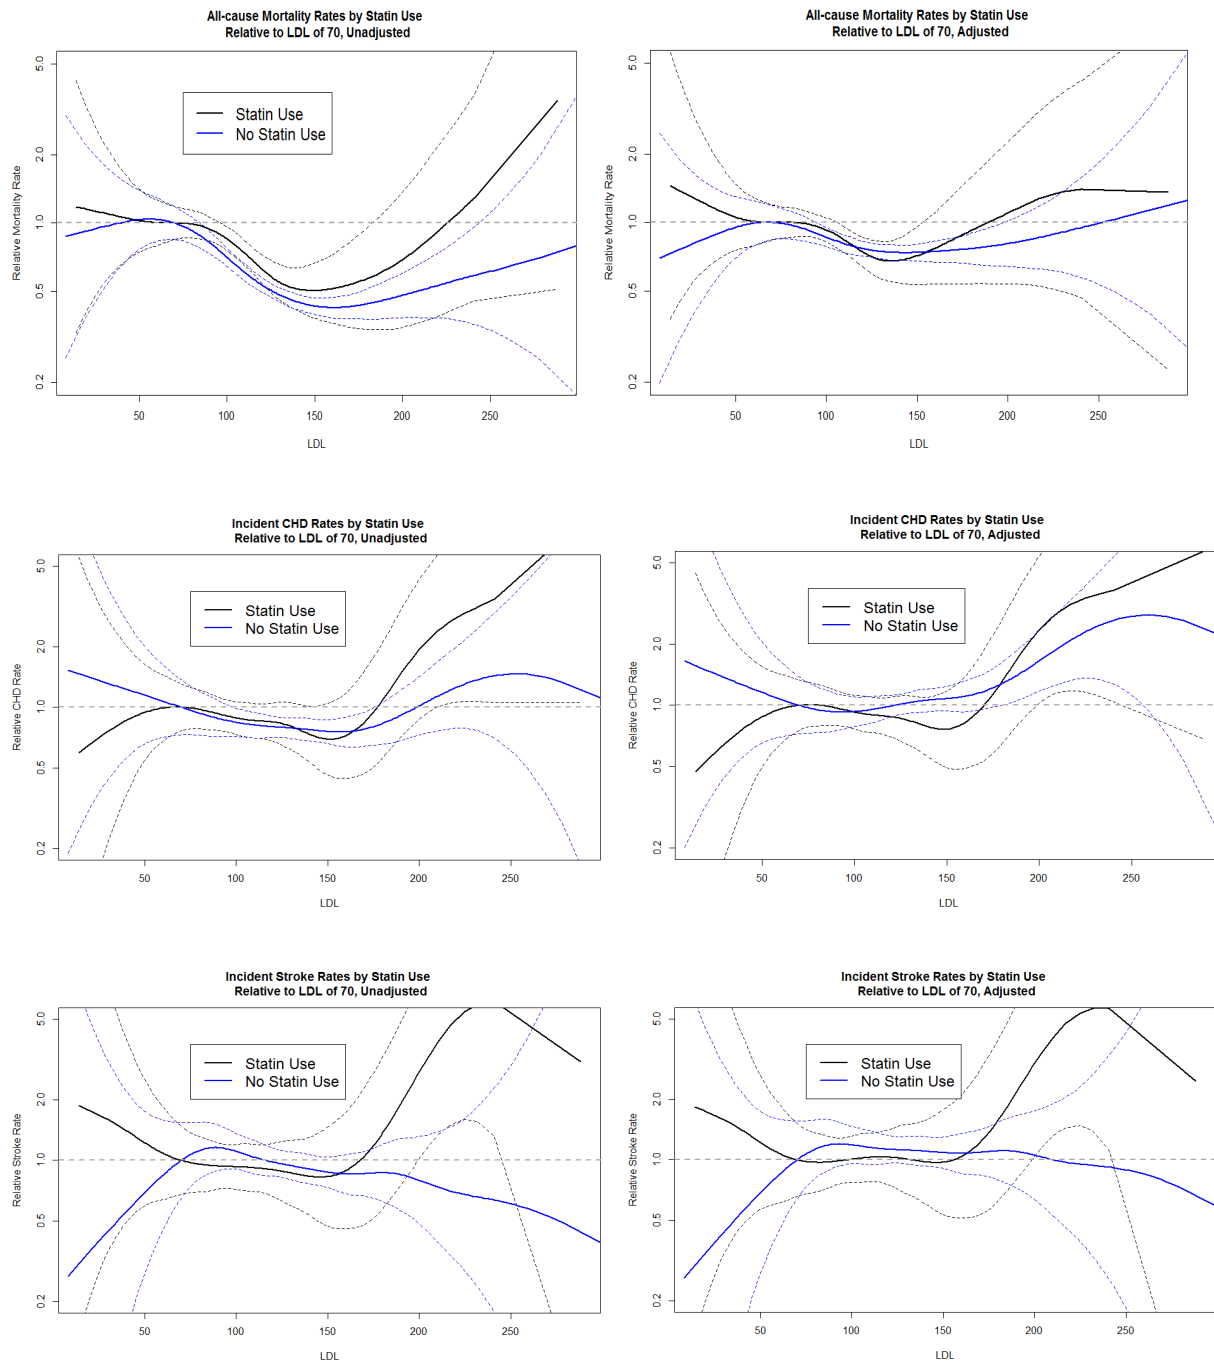 All-cause Mortality Rates by Statin Use
Relative to LDL of 70, Unadjusted
Relative Mortality Rate
5.0
2.0
1.0
0.5
0.2
Statin Use
No Statin Use
50
100
150
200
250
LDL
All-cause Mortality Rates by Statin Use
Relative to LDL of 70, Adjusted
Relative Mortality Rate
5.0
2.0
1.0
0.5
0.2
50
100
150
200
250
LDL
Incident CHD Rates by Statin Use
Relative to LDL of 70, Unadjusted
Relative CHD Rate
5.0
2.0
1.0
0.5
0.2
Statin Use
No Statin Use
50
100
150
200
250
LDL
Incident CHD Rates by Statin Use
Relative to LDL of 70, Adjusted
Relative CHD Rate
5.0
2.0
1.0
0.5
0.2
Statin Use
No Statin Use
50
100
150
200
250
LDL
Incident Stroke Rates by Statin Use
Relative to LDL of 70, Unadjusted
Relative Stroke Rate
5.0
2.0
1.0
0.5
0.2
Statin Use
No Statin Use
50
100
150
200
250
LDL
Incident Stroke Rates by Statin Use
Relative to LDL of 70, Adjusted
Relative Stroke Rate
5.0
2.0
1.0
0.5
0.2
Statin Use
No Statin Use
50
100
150
200
250
LDL